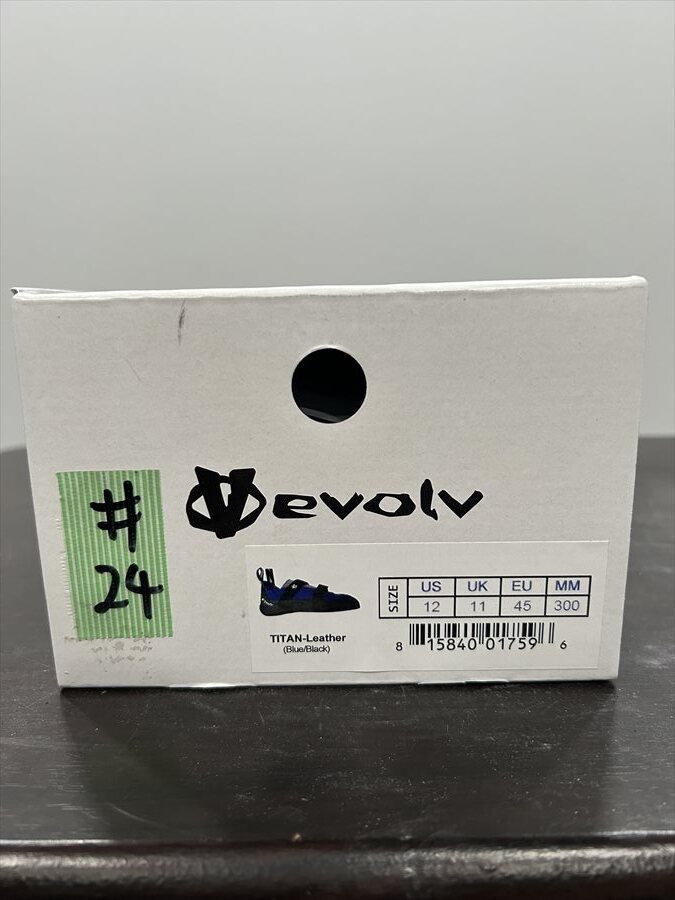 evolv
#
24
SIZE
US UK EU MM
12 11 45 300
TITAN-Leather
(Blue/Black)
8 15840 01759 6